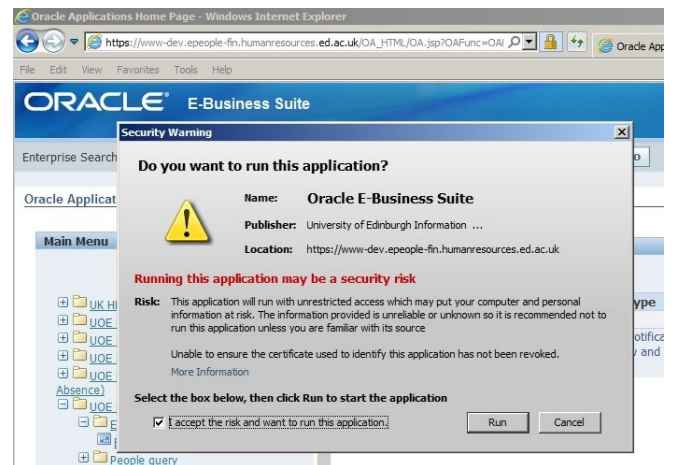 Oracle Applications Home Page - Windows Internet Explorer
https://www-dev.epeople-fin.humanresources.ed.ac.uk/OA_HTML/OA.jsp?OAFunc=OAI
Oracle App
File Edit View Favorites Tools Help
ORACLE® E-Business Suite
Security Warning
Enterprise Search
Do you want to run this application?
Name: Oracle E-Business Suite
Oracle Applicat
Publisher: University of Edinburgh Information ...
Main Menu
Location: https://www-dev.epeople-fin.humanresources.ed.ac.uk
Running this application may be a security risk
Risk: This application will run with unrestricted access which may put your computer and personal
information at risk. The information provided is unreliable or unknown so it is recommended not to
run this application unless you are familiar with its source
UK H
ype
UOE
UOE
otifica
UOE
and
Unable to ensure the certificate used to identify this application has not been revoked.
UOE
More Information
Absence)
Select the box below, then click Run to start the application
UOE
I accept the risk and want to run this application.
Run
Cancel
E
People query